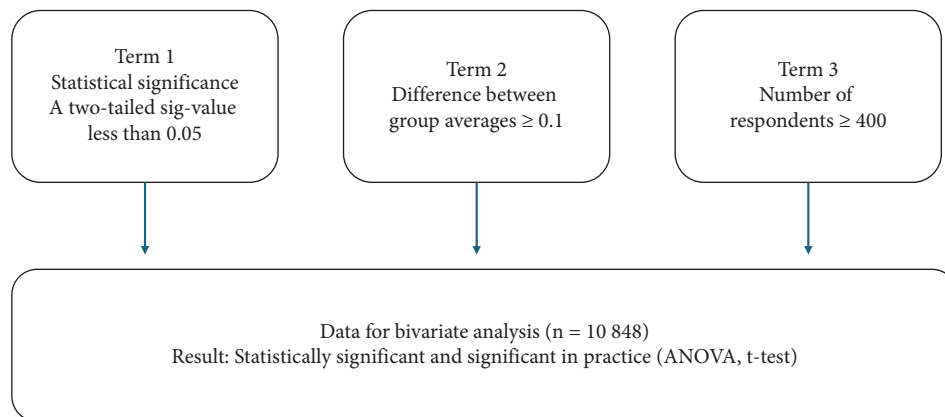 Term 1
Statistical significance
A two-tailed sig-value
less than 0.05
Term 2
Difference between
group averages ≥ 0.1
Term 3
Number of
respondents ≥ 400
Data for bivariate analysis (n = 10 848)
Result: Statistically significant and significant in practice (ANOVA, t-test)